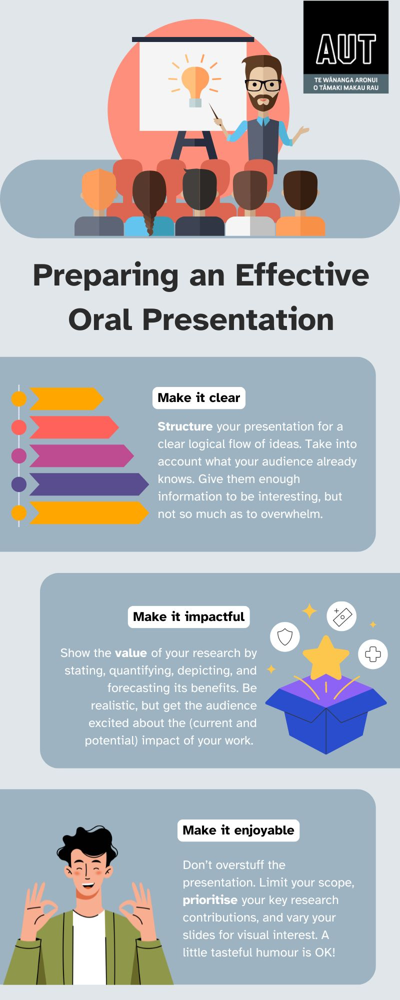 AUT
TE WĀNANGA ARONUI
O TĀMAKI MAKAU RAU
Preparing an Effective
Oral Presentation
Make it clear
Structure your presentation for a
clear logical flow of ideas. Take into
account what your audience already
knows. Give them enough
information to be interesting, but
not so much as to overwhelm.
Make it impactful
Show the value of your research by
stating, quantifying, depicting, and
forecasting its benefits. Be
realistic, but get the audience
excited about the (current and
potential) impact of your work.
Make it enjoyable
Don’t overstuff the
presentation. Limit your scope,
prioritise your key research
contributions, and vary your
slides for visual interest. A
little tasteful humour is OK!